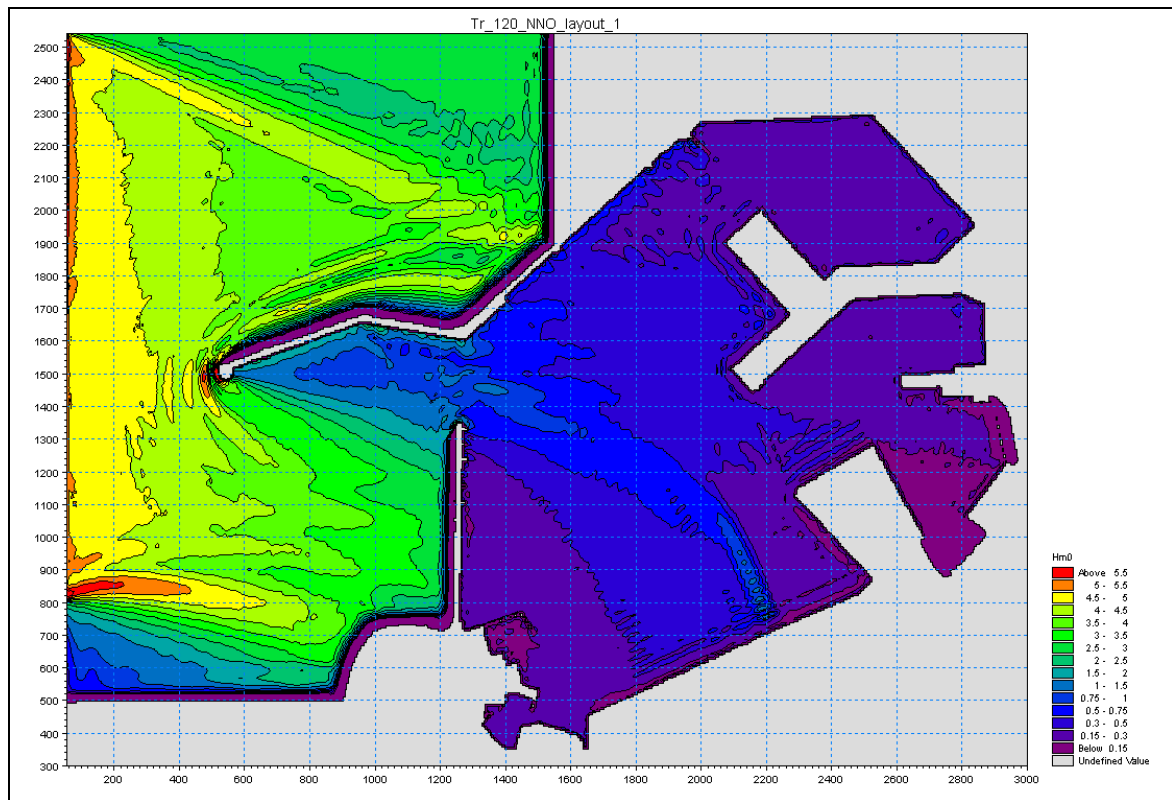 Tr_120_NNO_layout_1
2500
2400
2300
2200
2100
2000
1900
1800
1700
1600
1500
1400
1300
1200
1100
1000
900
800
700
600
500
400
300
200 400 600 800 1000 1200 1400 1600 1800 2000 2200 2400 2600 2800 3000
Hm0
Above 5.5
5 - 5.5
4.5 - 5
4 - 4.5
3.5 - 4
3 - 3.5
2.5 - 3
2 - 2.5
1.5 - 2
1 - 1.5
0.75 - 1
0.5 - 0.75
0.3 - 0.5
0.15 - 0.3
Below 0.15
Undefined Value